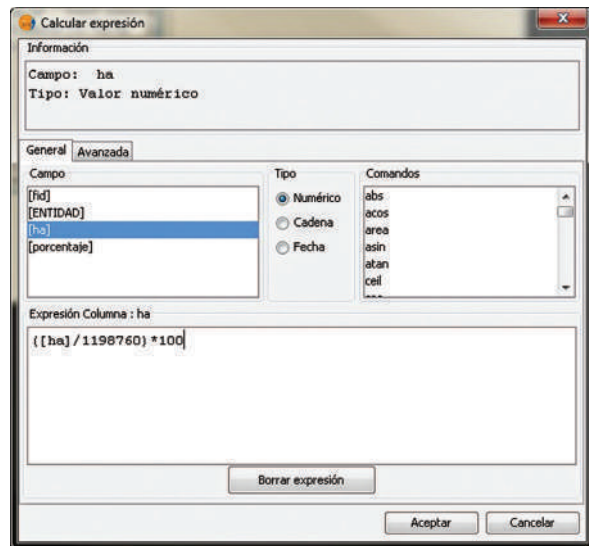 Calcular expresión
Información
Campo: ha
Tipo: Valor numérico
General Avanzada
Campo
[fid]
[ENTIDAD]
[ha]
[porcentaje]
Tipo
Numérico
Cadena
Fecha
Comandos
abs
acos
area
asin
atan
ceil
Expresión Columna : ha
([ha]/1198760)*100
Borrar expresión
Aceptar Cancelar